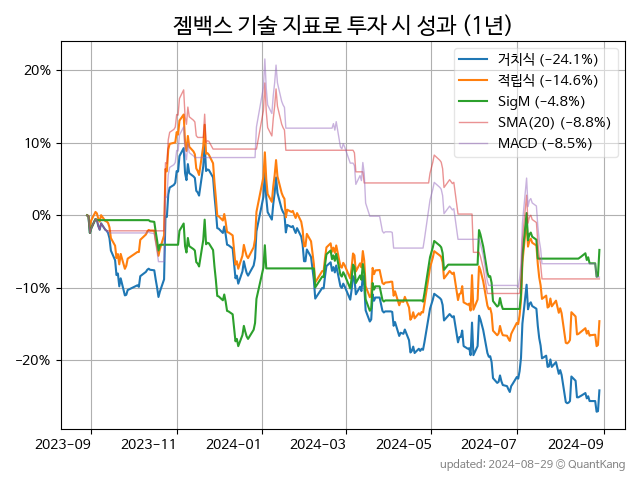 젬백스 기술 지표로 투자 시 성과 (1년)
거치식 (−24.1%)
적립식 (−14.6%)
SigM (−4.8%)
SMA(20) (−8.8%)
MACD (−8.5%)
20%
10%
0%
−10%
−20%
2023−09
2023−11
2024−01
2024−03
2024−05
2024−07
2024−09
updated: 2024-08-29 © QuantKang